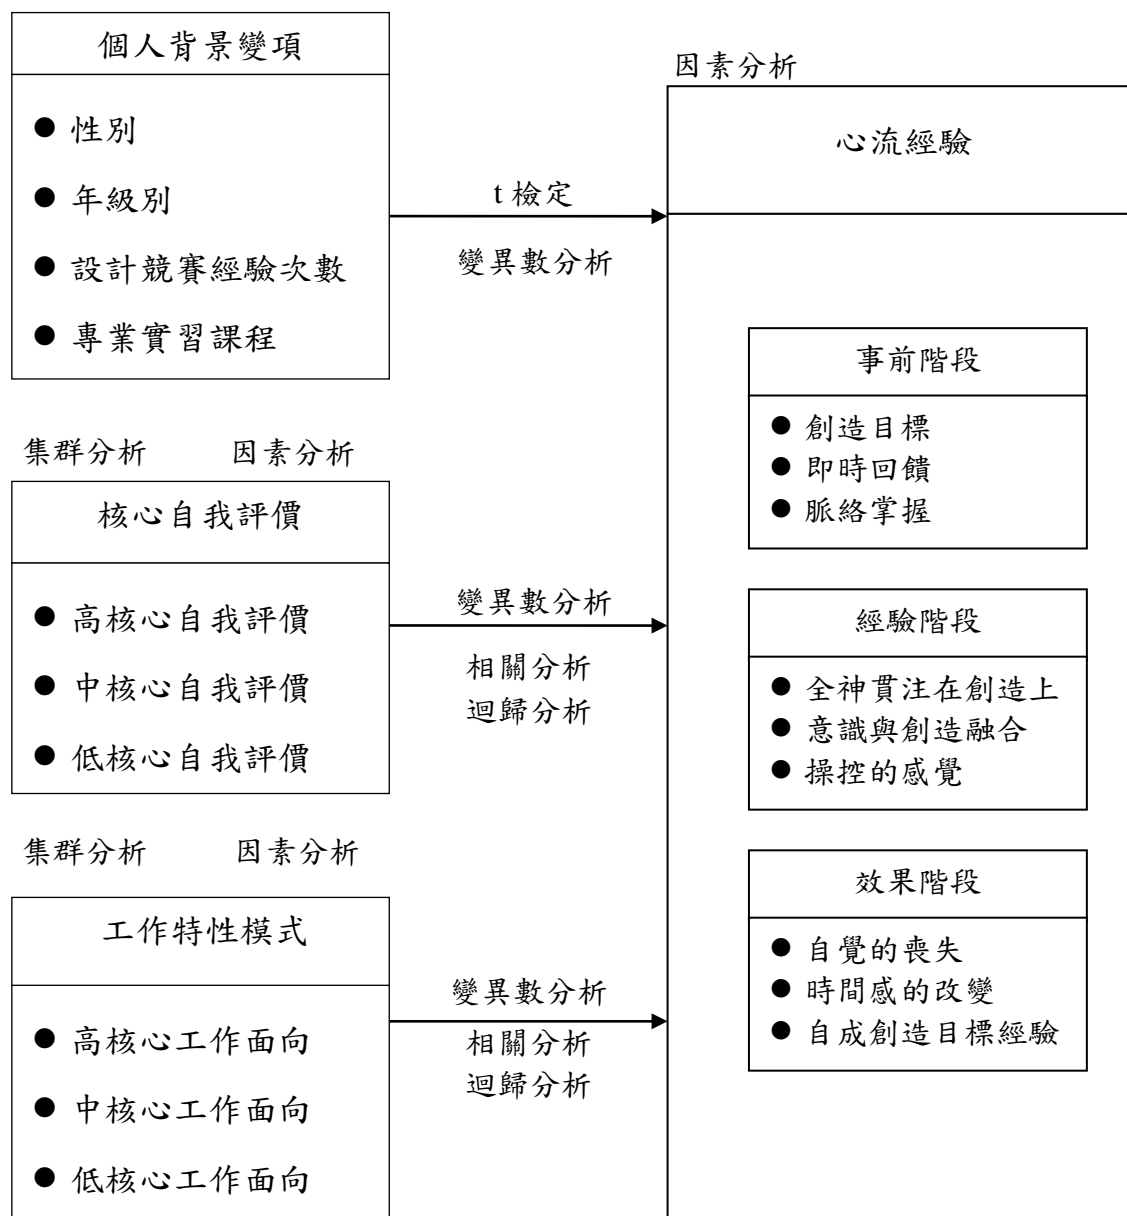 個人背景變項
● 性別
● 年級別
● 設計競賽經驗次數
● 專業實習課程
t 檢定
變異數分析
集群分析 因素分析
核心自我評價
● 高核心自我評價
● 中核心自我評價
● 低核心自我評價
變異數分析
相關分析
迴歸分析
集群分析 因素分析
工作特性模式
● 高核心工作面向
● 中核心工作面向
● 低核心工作面向
變異數分析
相關分析
迴歸分析
因素分析
心流經驗
事前階段
● 創造目標
● 即時回饋
● 脈絡掌握
經驗階段
● 全神貫注在創造上
● 意識與創造融合
● 操控的感覺
效果階段
● 自覺的喪失
● 時間感的改變
● 自成創造目標經驗